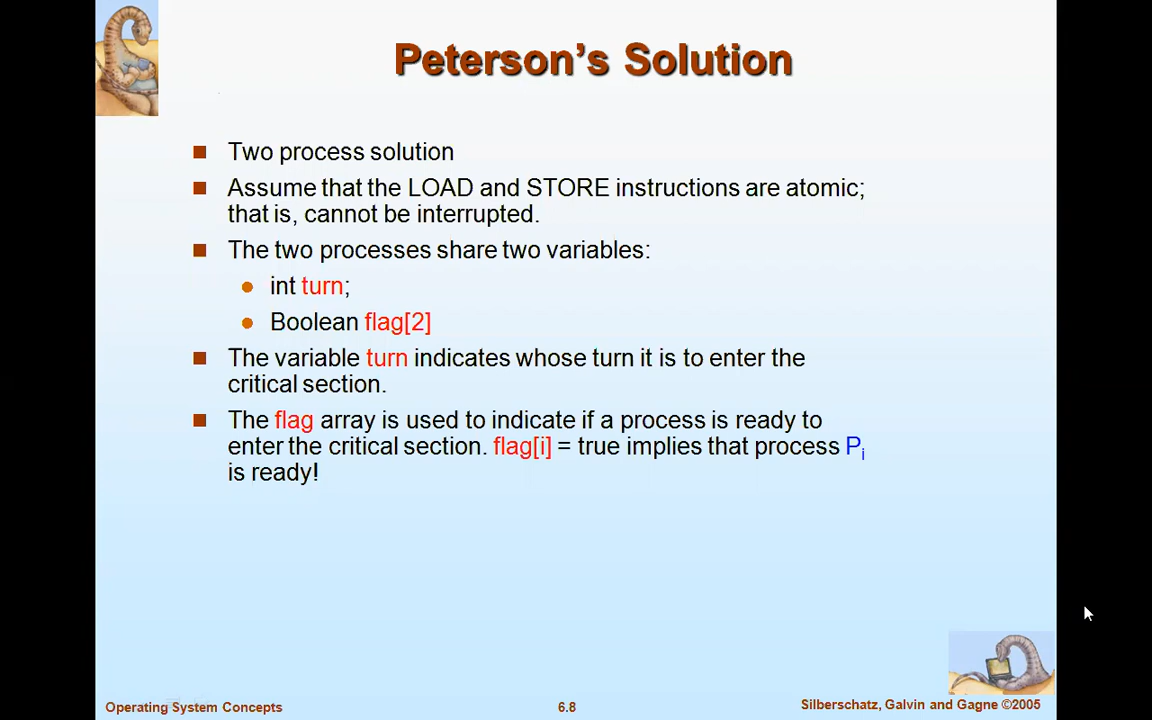 Peterson's Solution
Two process solution
Assume that the LOAD and STORE instructions are atomic;
that is, cannot be interrupted.
The two processes share two variables:
int turn;
Boolean flag[2]
The variable turn indicates whose turn it is to enter the
critical section.
The flag array is used to indicate if a process is ready to
enter the critical section. flag[i] = true implies that process Pi
is ready!
Operating System Concepts
6.8
Silberschatz, Galvin and Gagne ©2005